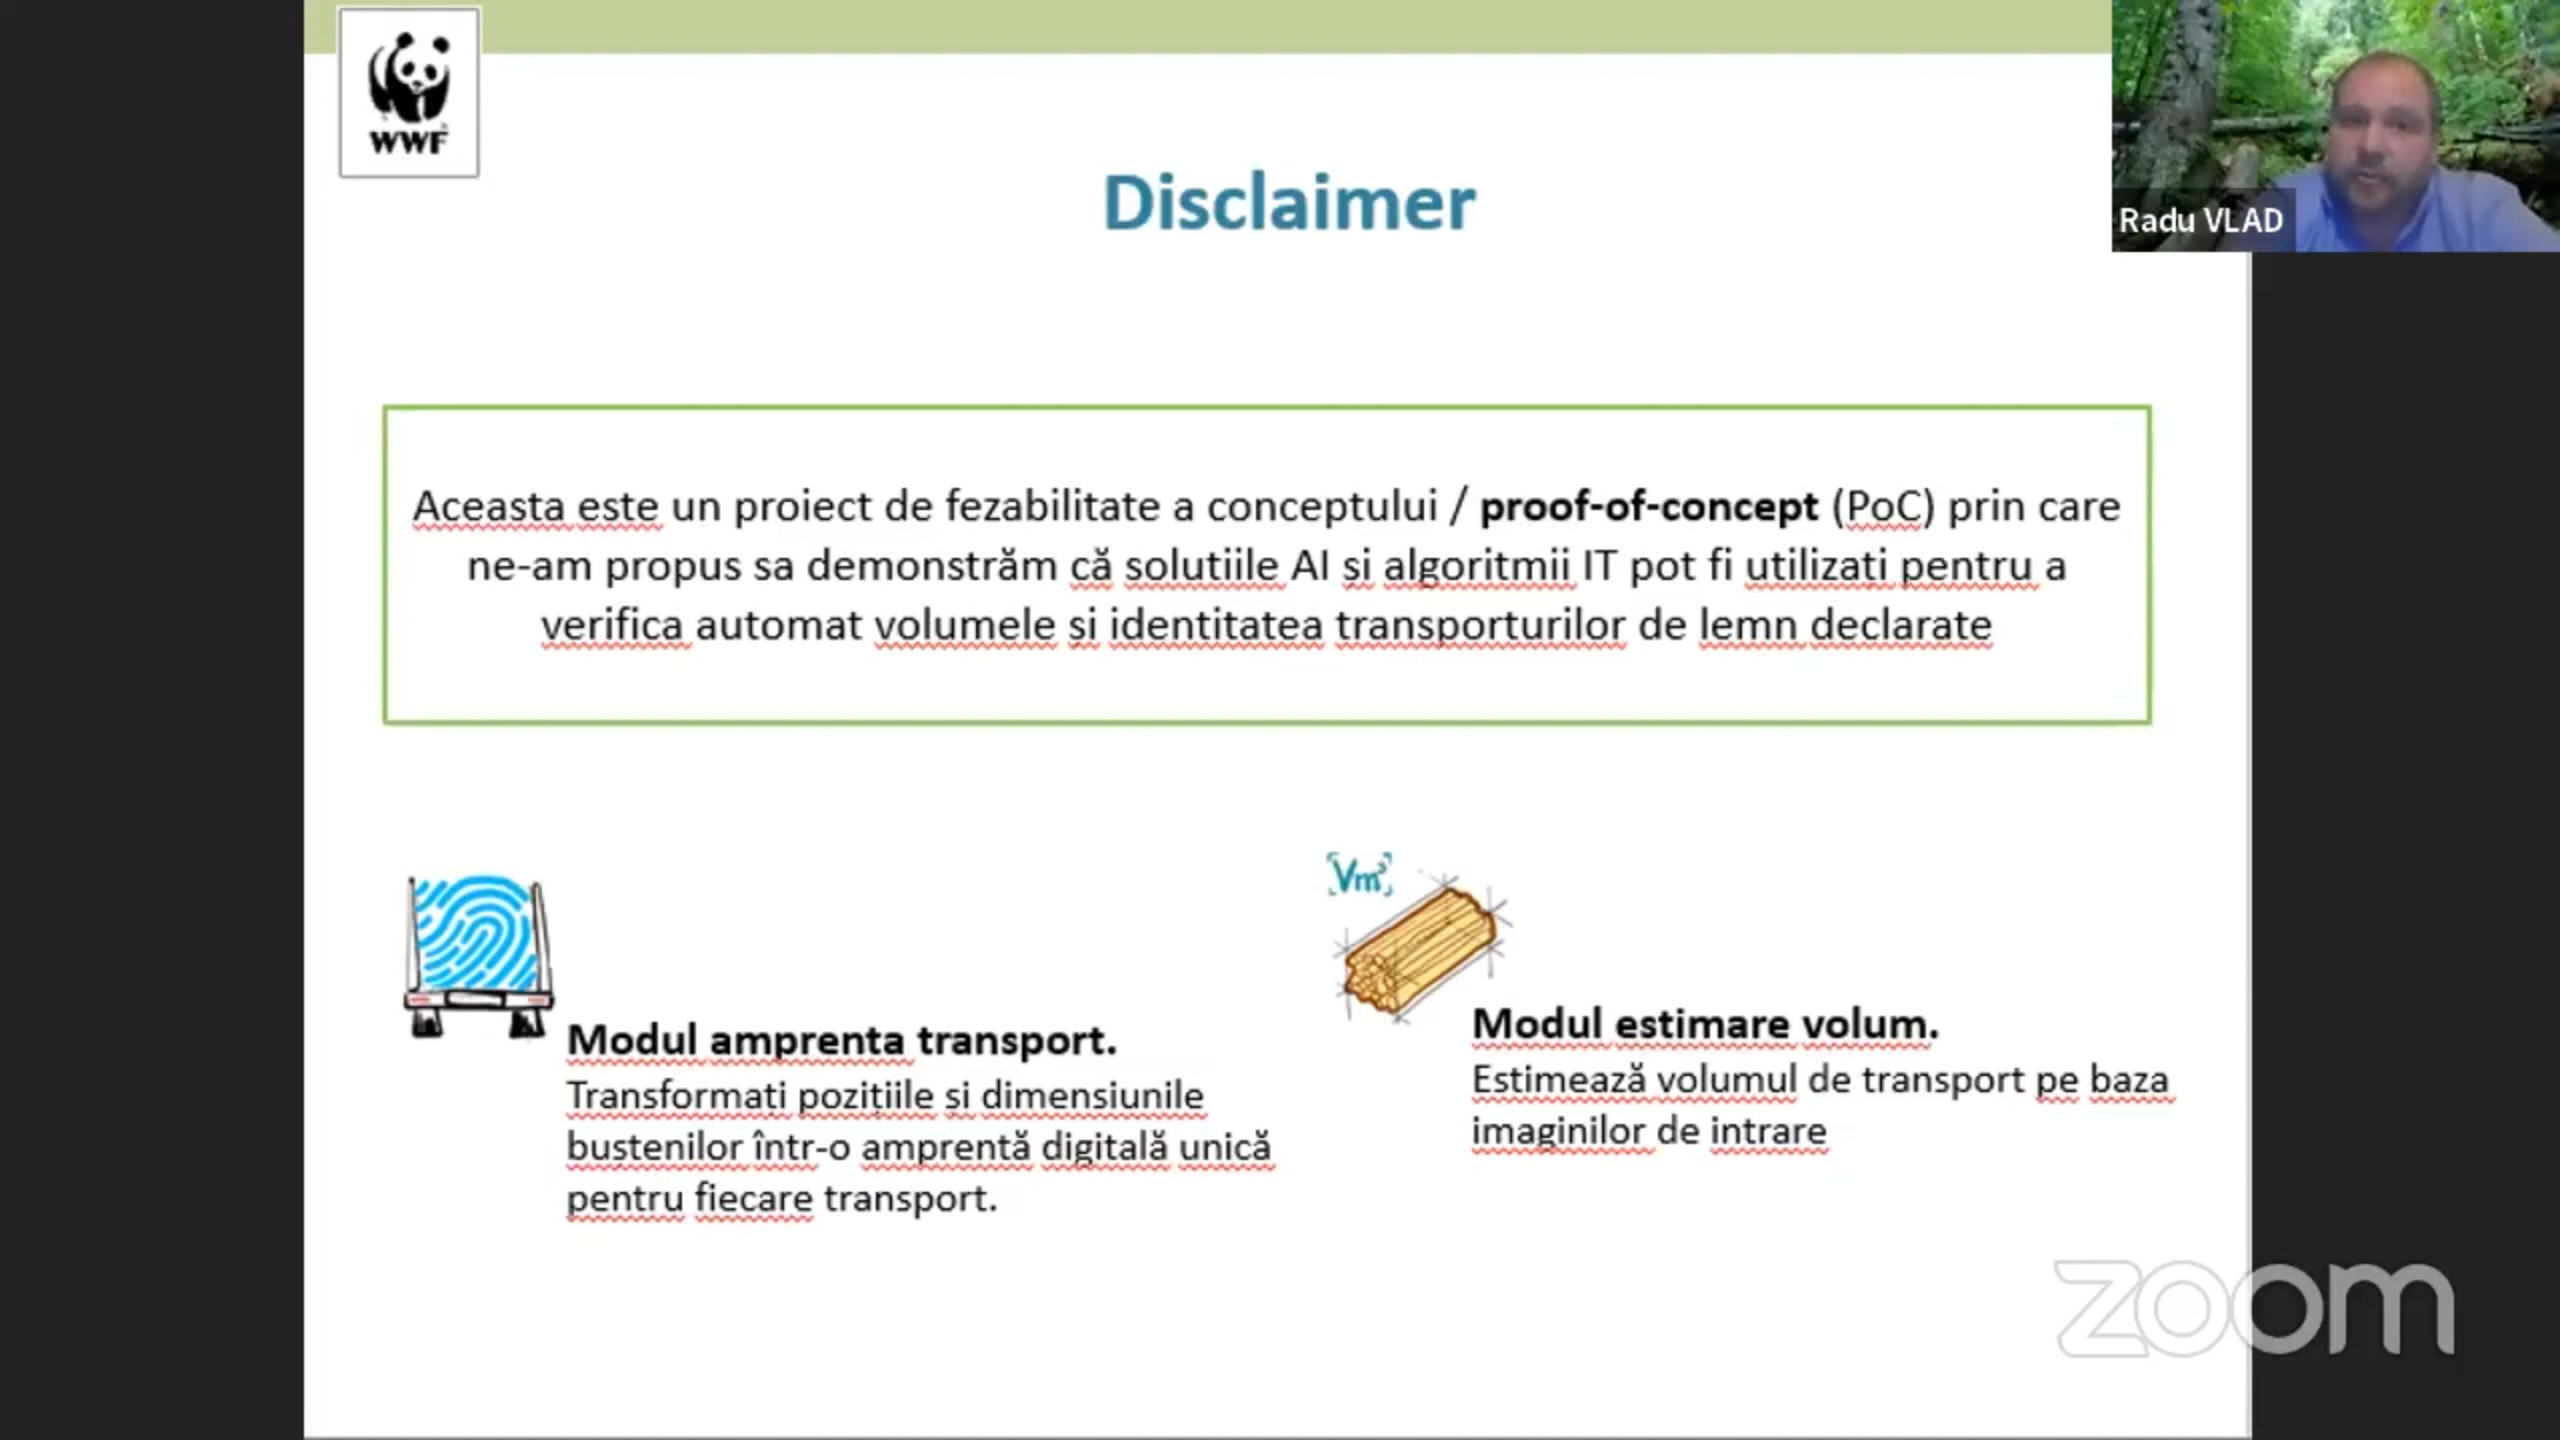 WWF
Disclaimer
Radu VLAD
Aceasta este un proiect de fezabilitate a conceptului / proof-of-concept (PoC) prin care
ne-am propus sa demonstrăm că solutiile AI si algoritmii IT pot fi utilizati pentru a
verifica automat volumele si identitatea transporturilor de lemn declarate
Vm³
Modul amprenta transport.
Transformati pozițiile si dimensiunile
bustenilor într-o amprentă digitală unică
pentru fiecare transport.
Modul estimare volum.
Estimează volumul de transport pe baza
imaginilor de intrare
zoom